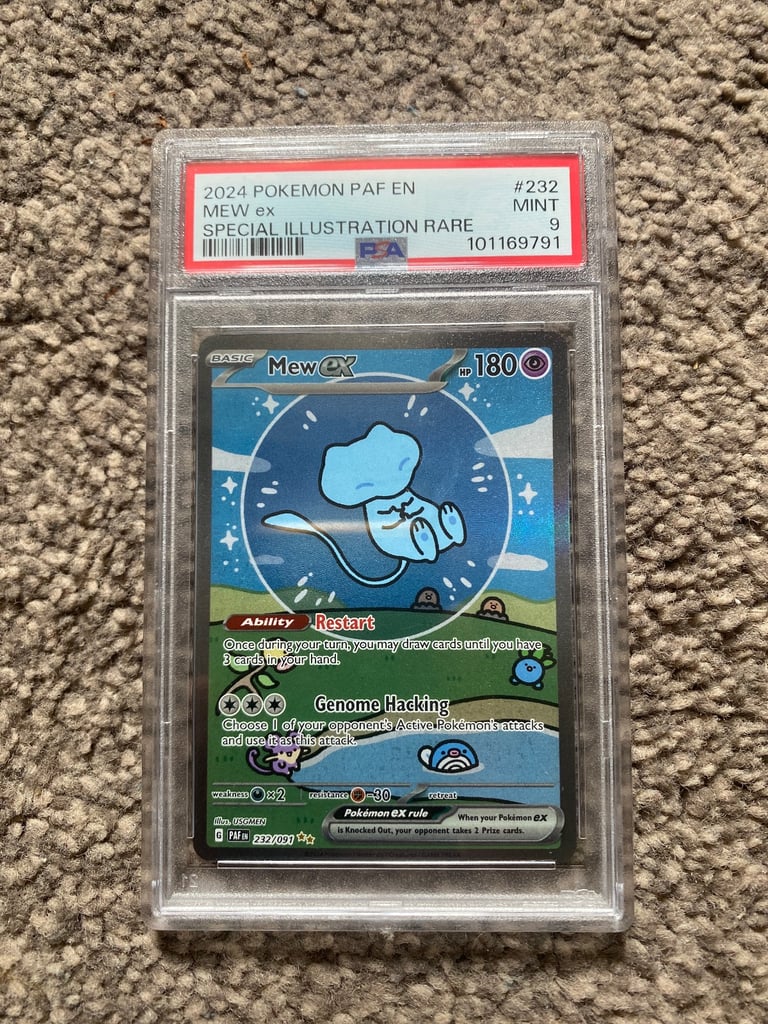 2024 POKEMON PAF EN #232
MEW ex MINT
SPECIAL ILLUSTRATION RARE 9
PSA 101169791
BASIC Mew ex HP 180
Ability Restart
Once during your turn, you may draw cards until you have
3 cards in your hand.
Genome Hacking
Choose 1 of your opponent's Active Pokémon's attacks
and use it as this attack.
weakness ×2 resistance -30 retreat
Pokémon ex rule When your Pokémon ex
is Knocked Out, your opponent takes 2 Prize cards.
Illus. USGMEN
G PAF EN 232/091